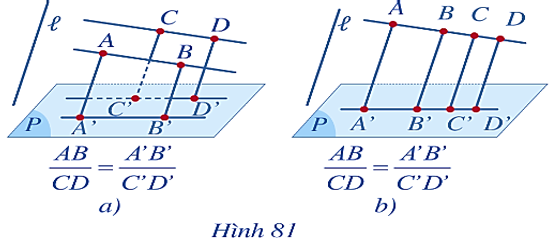 ℓ C D A B
C' D' P A' B'
AB/CD = A'B'/C'D'
a)
ℓ A B C D
P A' B' C' D'
AB/CD = A'B'/C'D'
b)
Hình 81